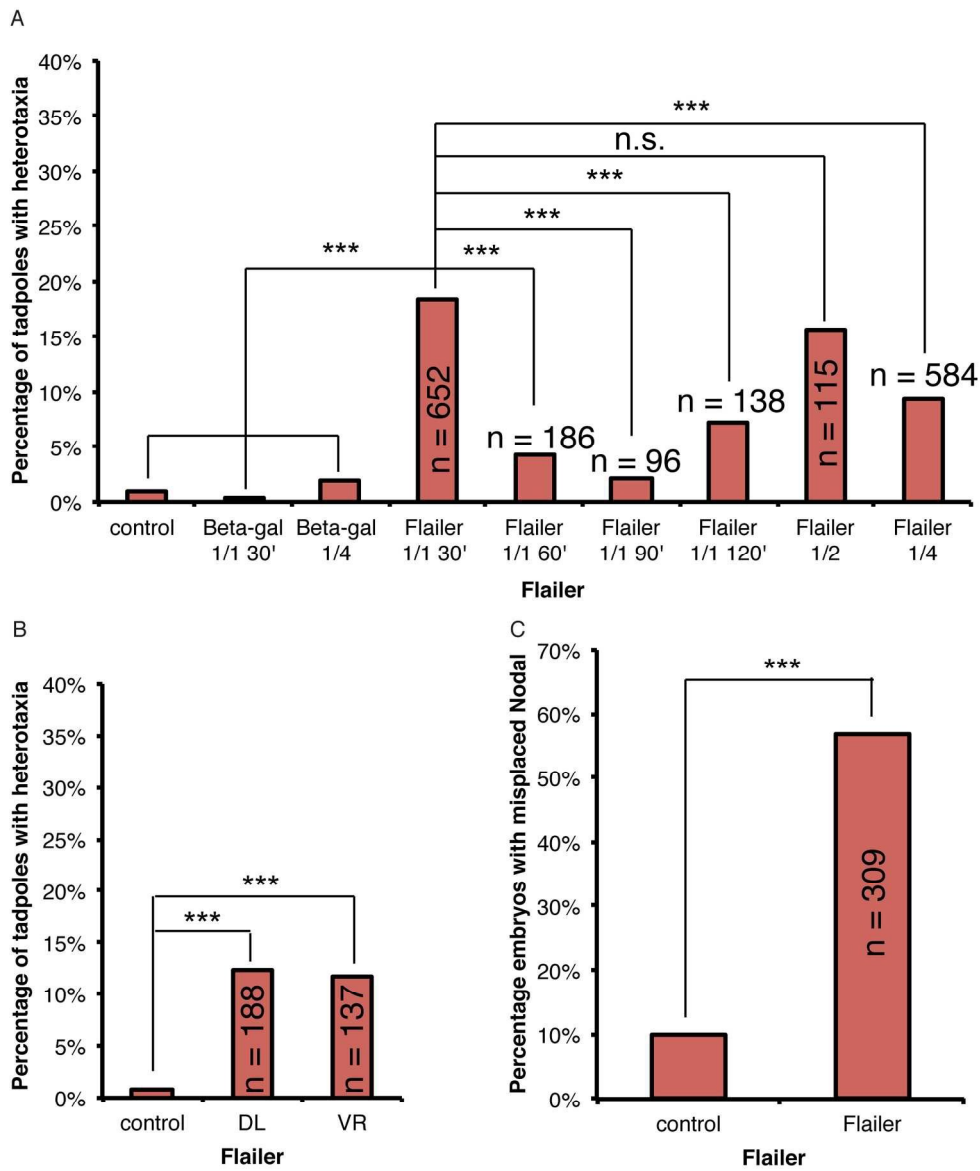 A
40%
35%
30%
25%
20%
15%
10%
5%
0%
Percentage of tadpoles with heterotaxia
***
n.s.
***
***
*** ***
n = 652
n = 186
n = 96
n = 138
n = 115
n = 584
control Beta-gal Beta-gal Flailer Flailer Flailer Flailer Flailer Flailer
1/1 30' 1/4 1/1 30' 1/1 60' 1/1 90' 1/1 120' 1/2 1/4
Flailer
B
40%
35%
30%
25%
20%
15%
10%
5%
0%
Percentage of tadpoles with heterotaxia
***
***
n = 188
n = 137
control DL VR
Flailer
C
70%
60%
50%
40%
30%
20%
10%
0%
Percentage embryos with misplaced Nodal
***
n = 309
control Flailer
Flailer